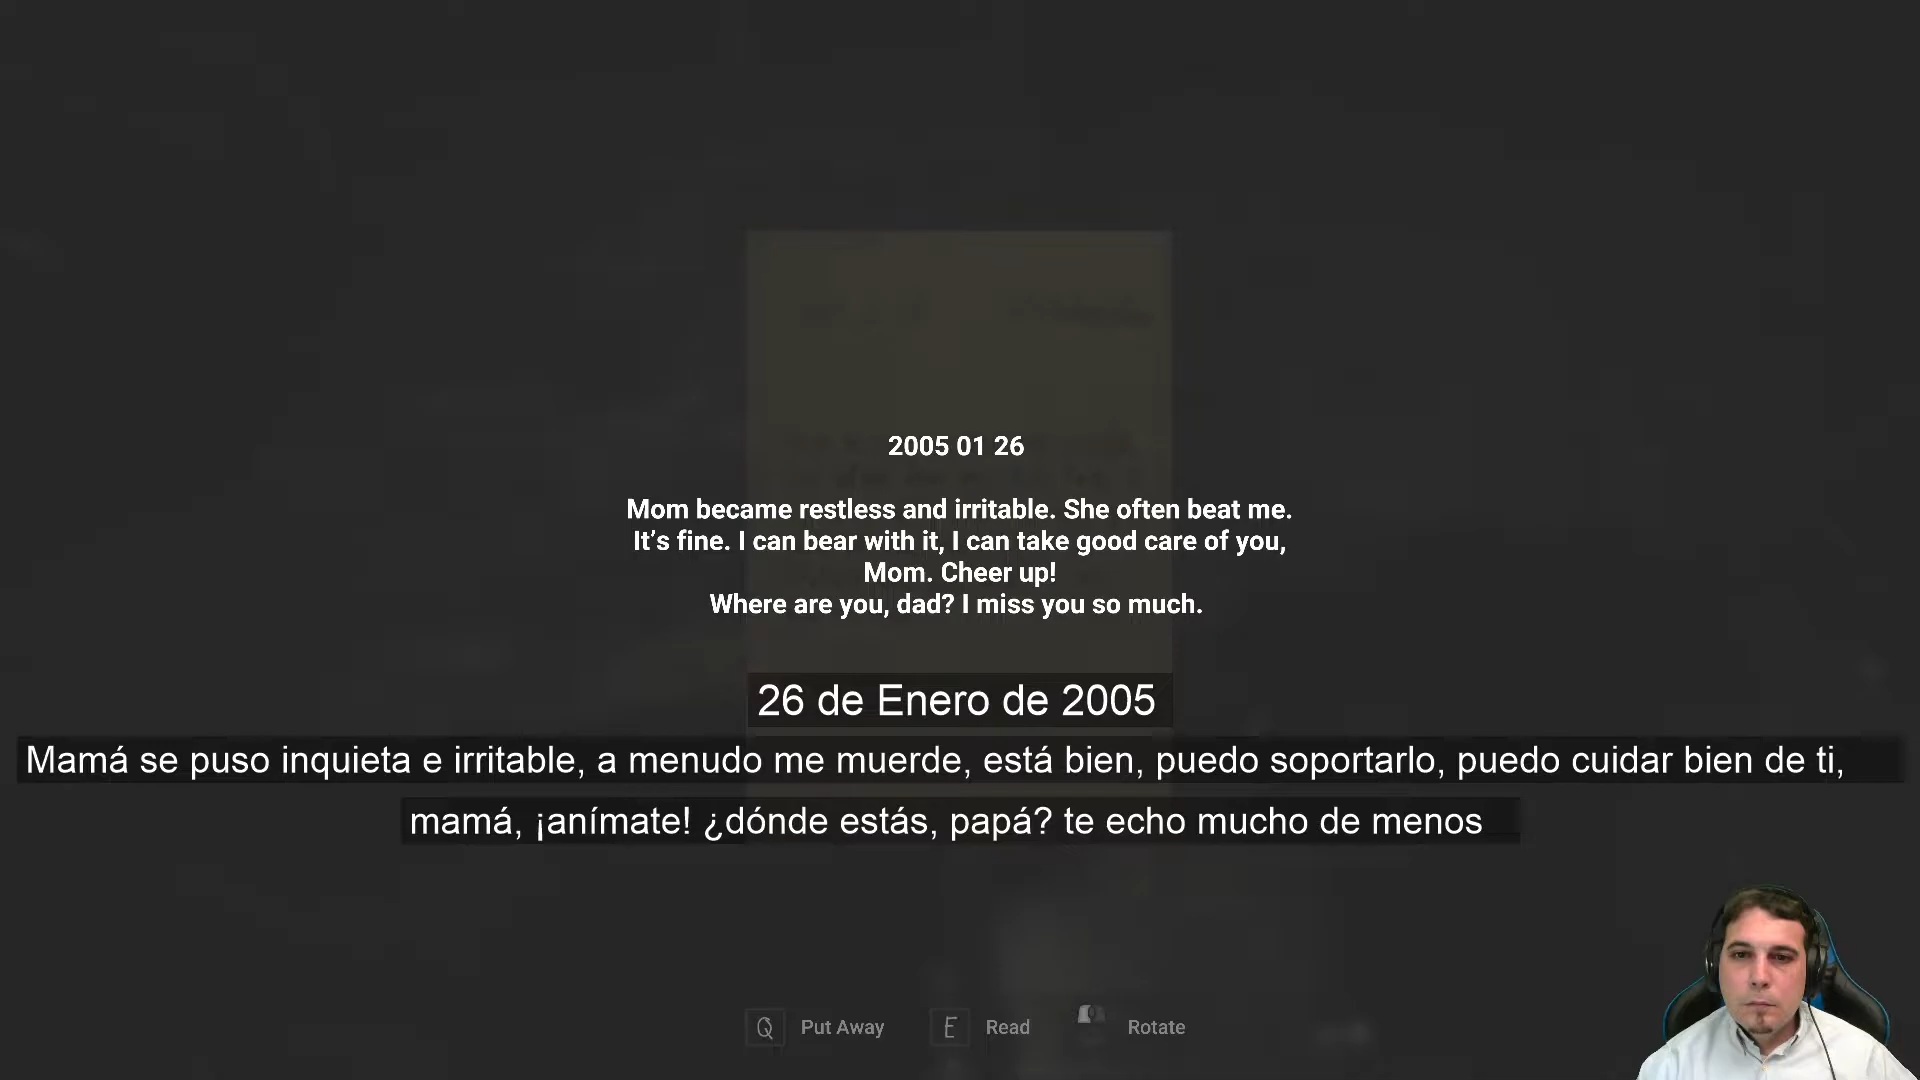 2005 01 26
Mom became restless and irritable. She often beat me.
It’s fine. I can bear with it, I can take good care of you,
Mom. Cheer up!
Where are you, dad? I miss you so much.
26 de Enero de 2005
Mamá se puso inquieta e irritable, a menudo me muerde, está bien, puedo soportarlo, puedo cuidar bien de ti,
mamá, ¡anímate! ¿dónde estás, papá? te echo mucho de menos
Q Put Away E Read Rotate